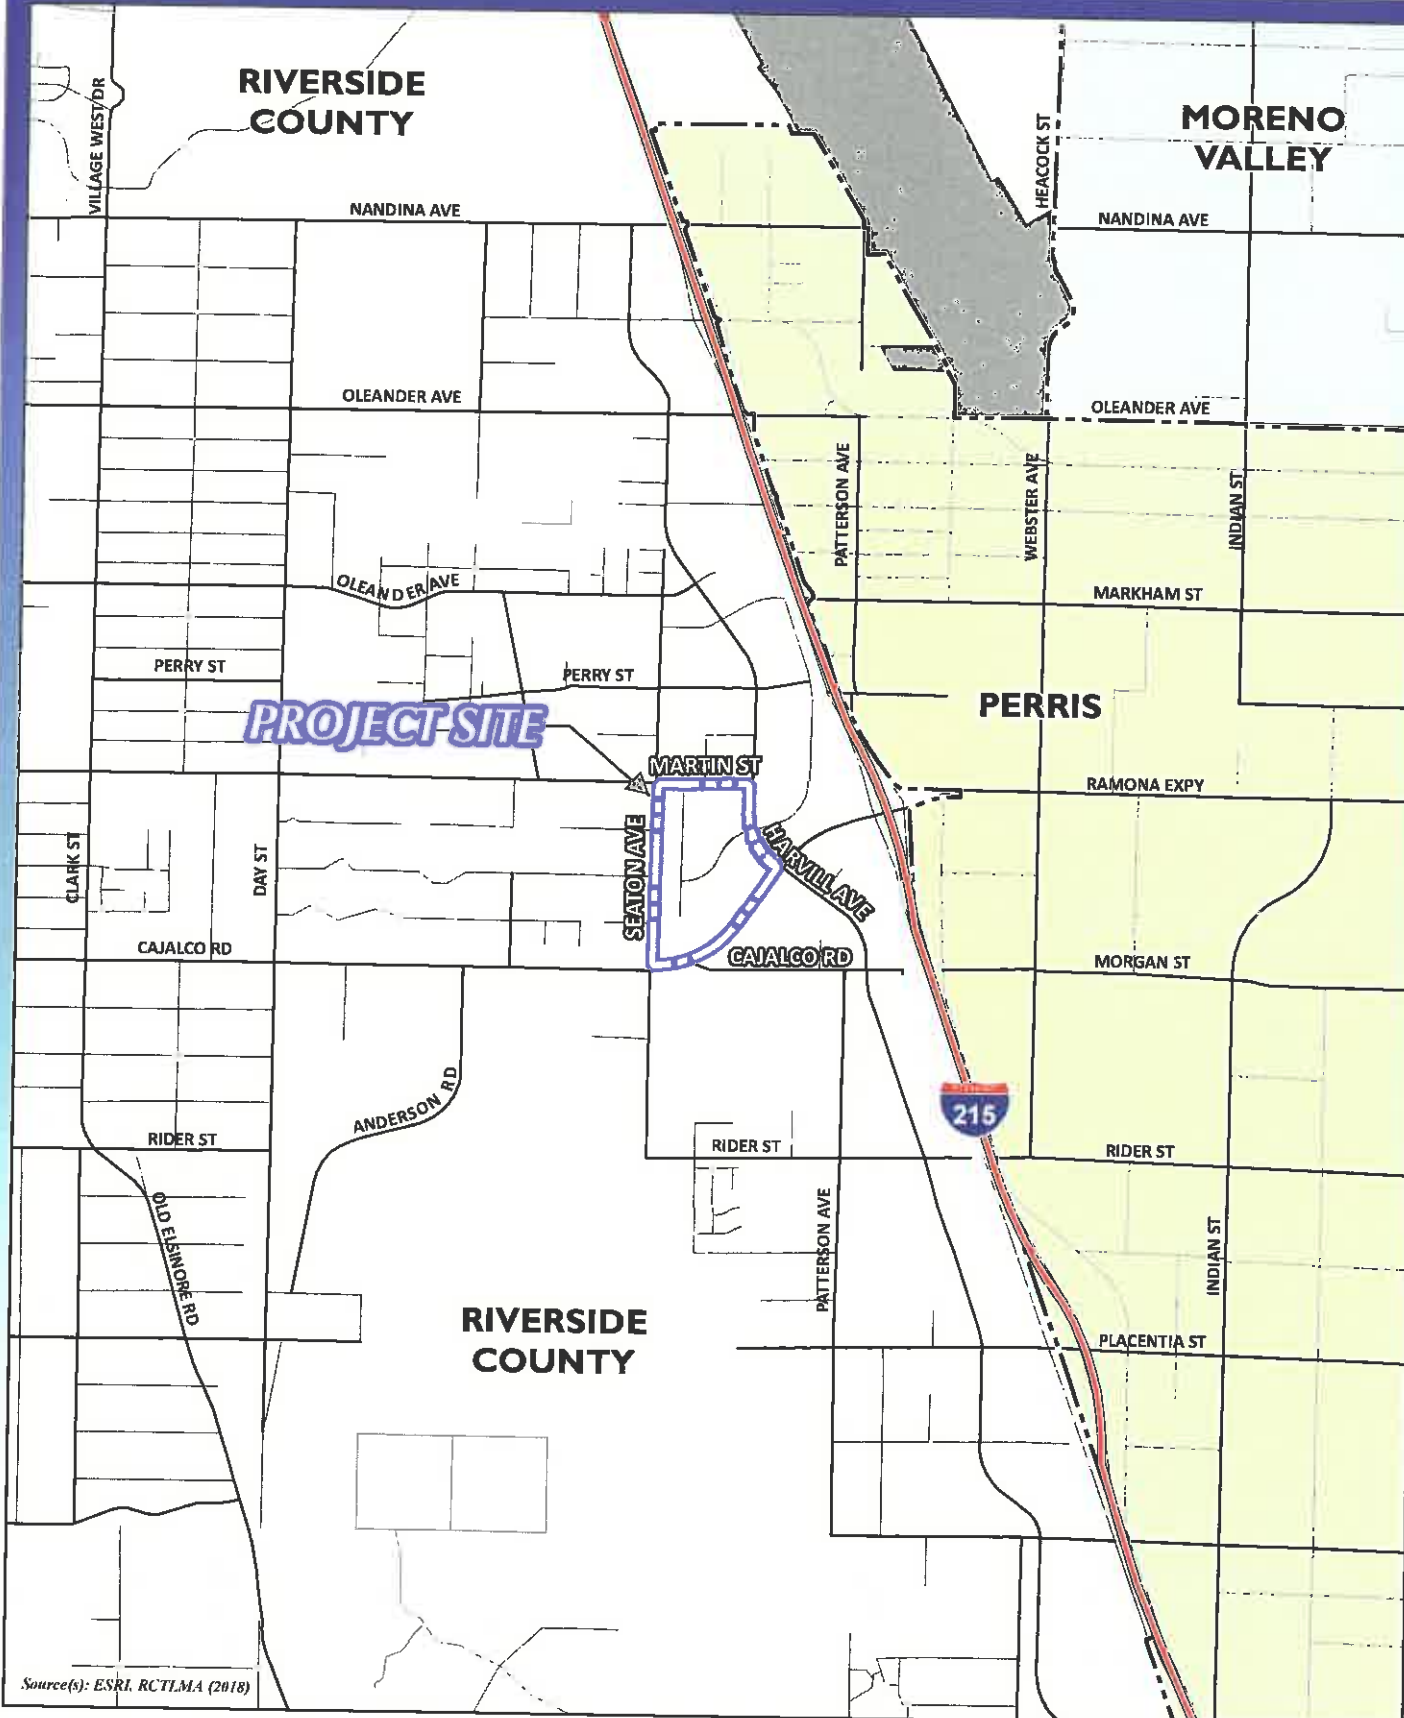 RIVERSIDE
COUNTY
MORENO
VALLEY
VILLAGE WEST DR
HEACOCK ST
NANDINA AVE
NANDINA AVE
OLEANDER AVE
OLEANDER AVE
PATTERSON AVE
WEBSTER AVE
INDIAN ST
OLEANDER AVE
MARKHAM ST
PERRY ST
PERRY ST
PROJECT SITE
PERRIS
MARTIN ST
RAMONA EXPY
CLARK ST
DAY ST
SEATON AVE
HARVILL AVE
CAJALCO RD
CAJALCO RD
MORGAN ST
ANDERSON RD
215
RIDER ST
RIDER ST
RIDER ST
OLD ELSINORE RD
PATTERSON AVE
INDIAN ST
RIVERSIDE
COUNTY
PLACENTIA ST
Source(s): ESRI, RCTLMA (2018)